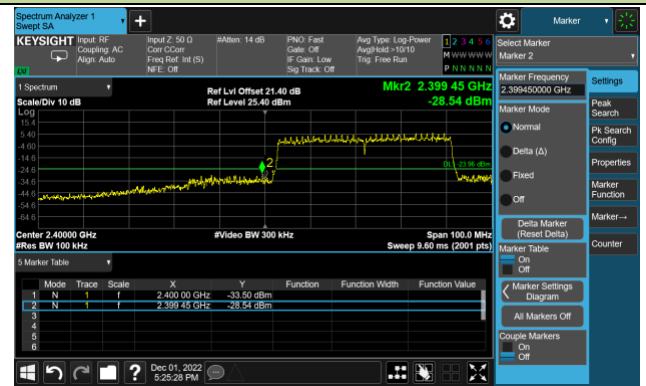 Spectrum Analyzer 1
Swept SA
Marker
KEYSIGHT Input: RF Input Z: 50 Ω #Atten: 14 dB PNO: Fast Avg Type: Log-Power 1 2 3 4 5 6
Coupling: AC Corr CCorr Gate: Off Avg|Hold >10/10 M W W W W W
Align: Auto Freq Ref: Int (S) IF Gain: Low Trig: Free Run
NFE: Off Sig Track: Off P N N N N N
LXI
Select Marker
Marker 2
1 Spectrum
Ref Lvl Offset 21.40 dB
Mkr2 2.399 45 GHz
Scale/Div 10 dB
Ref Level 25.40 dBm
-28.54 dBm
Log
15.4
5.40
-4.60
-14.6
-24.6
-34.6
-44.6
-54.6
-64.6
2
DL1 -23.96 dBm
Center 2.40000 GHz
#Video BW 300 kHz
Span 100.0 MHz
#Res BW 100 kHz
Sweep 9.60 ms (2001 pts)
5 Marker Table
Mode Trace Scale X Y Function Function Width Function Value
1 N 1 f 2.400 00 GHz -33.50 dBm
2 N 1 f 2.399 45 GHz -28.54 dBm
3
4
5
6
Marker Frequency
2.399450000 GHz
Marker Mode
Normal
Delta (Δ)
Fixed
Off
Delta Marker
(Reset Delta)
Marker Table
On
Off
Marker Settings
Diagram
All Markers Off
Couple Markers
On
Off
Settings
Peak
Search
Pk Search
Config
Properties
Marker
Function
Marker→
Counter
?
Dec 01, 2022
5:25:28 PM